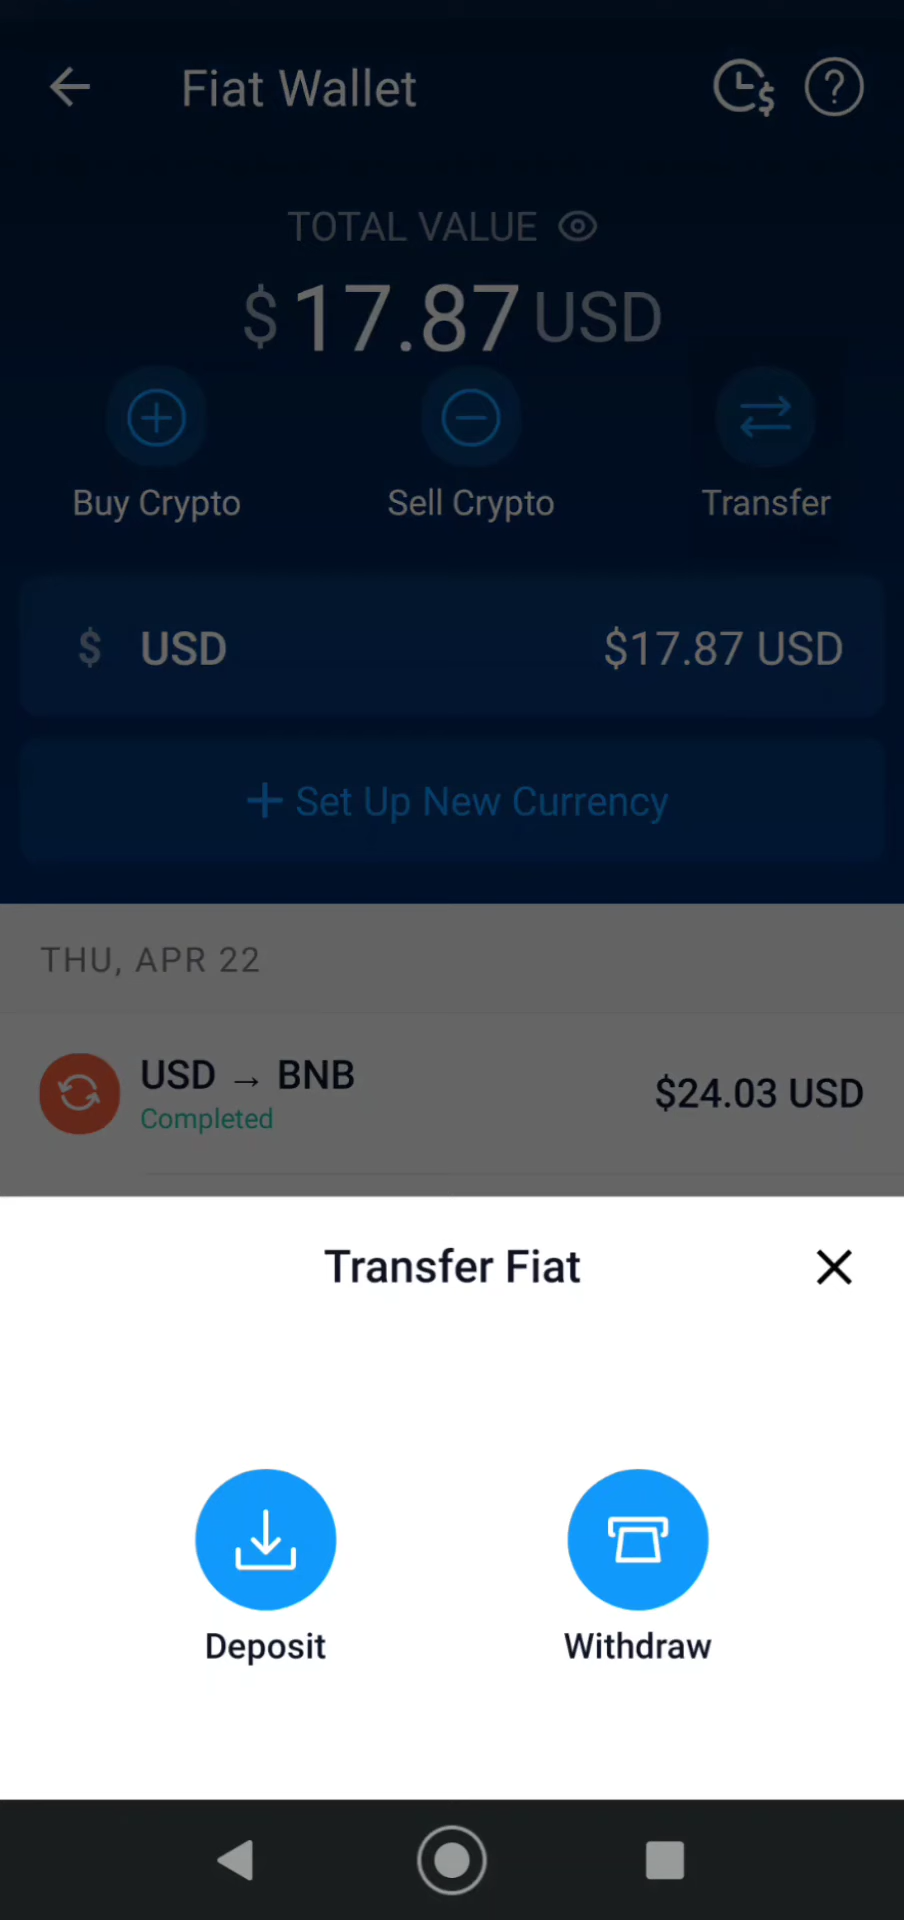 Fiat Wallet
TOTAL VALUE
$17.87 USD
Buy Crypto
Sell Crypto
Transfer
$ USD $17.87 USD
+ Set Up New Currency
THU, APR 22
USD → BNB
$24.03 USD
Completed
Transfer Fiat
Deposit
Withdraw